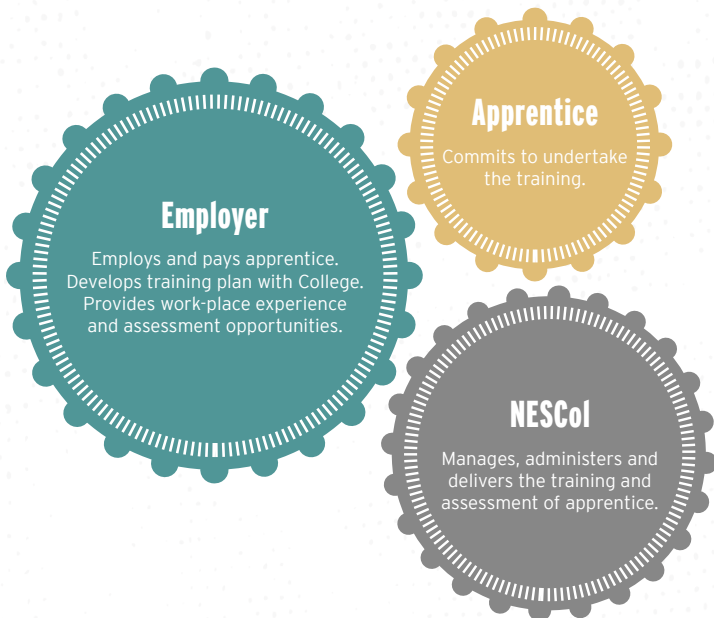 Employer
Employs and pays apprentice.
Develops training plan with College.
Provides work-place experience
and assessment opportunities.
Apprentice
Commits to undertake
the training.
NESCol
Manages, administers and
delivers the training and
assessment of apprentice.